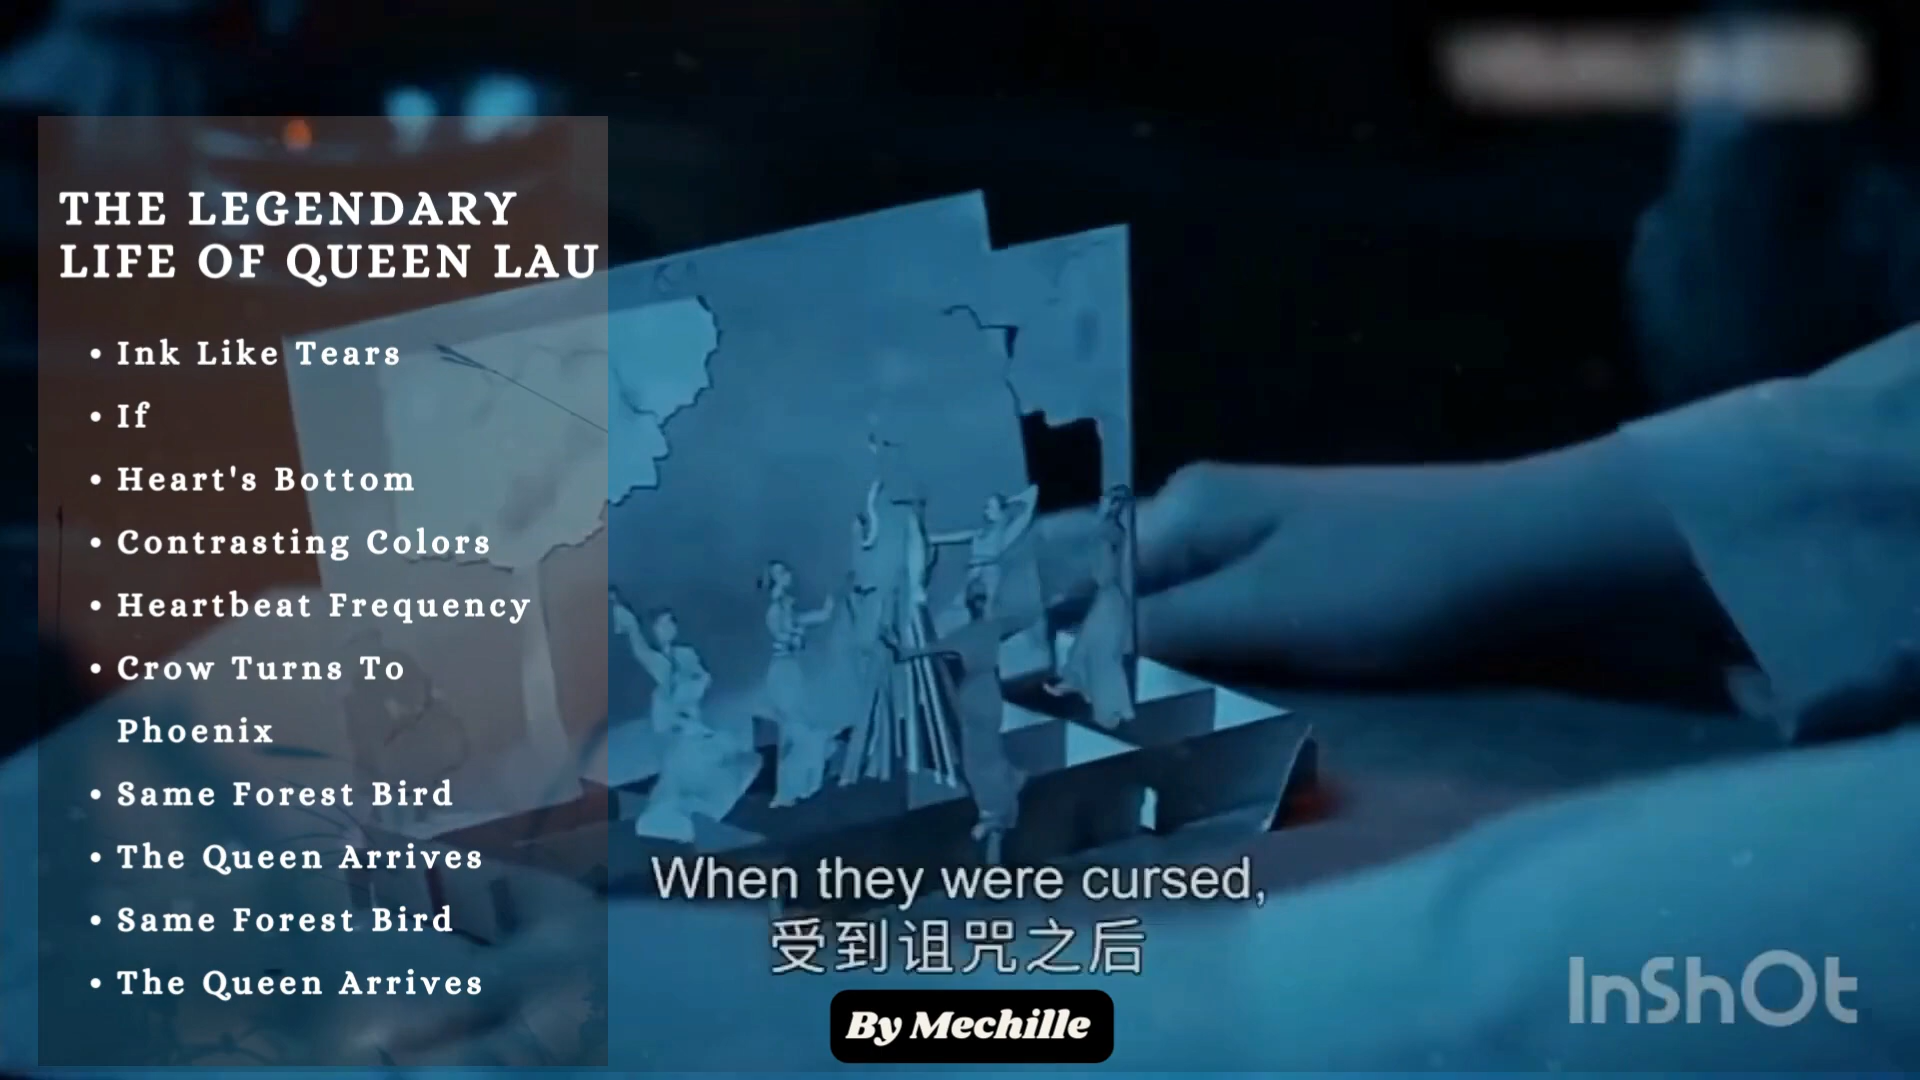 THE LEGENDARY
LIFE OF QUEEN LAU
• Ink Like Tears
• If
• Heart's Bottom
• Contrasting Colors
• Heartbeat Frequency
• Crow Turns To
Phoenix
• Same Forest Bird
• The Queen Arrives
• Same Forest Bird
• The Queen Arrives
When they were cursed,
受到诅咒之后
By Mechille
InShOt